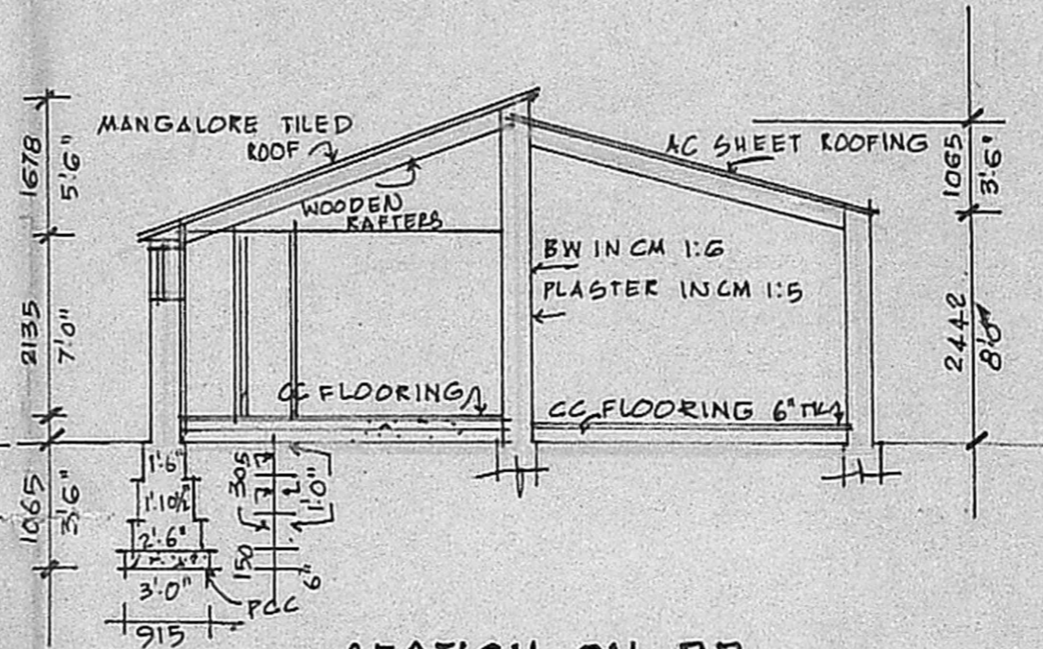 MANGALORE TILED
ROOF
AC SHEET ROOFING
WOODEN
RAFTERS
BW IN CM 1:6
PLASTER IN CM 1:5
CC FLOORING
CC FLOORING 6" TK
1678
5'6"
2135
7'0"
1065
3'6"
1065
3'6"
2442
8'0"
1'6"
1'10½"
2'6"
3'0"
915
305
1'0"
150
6"
PCC